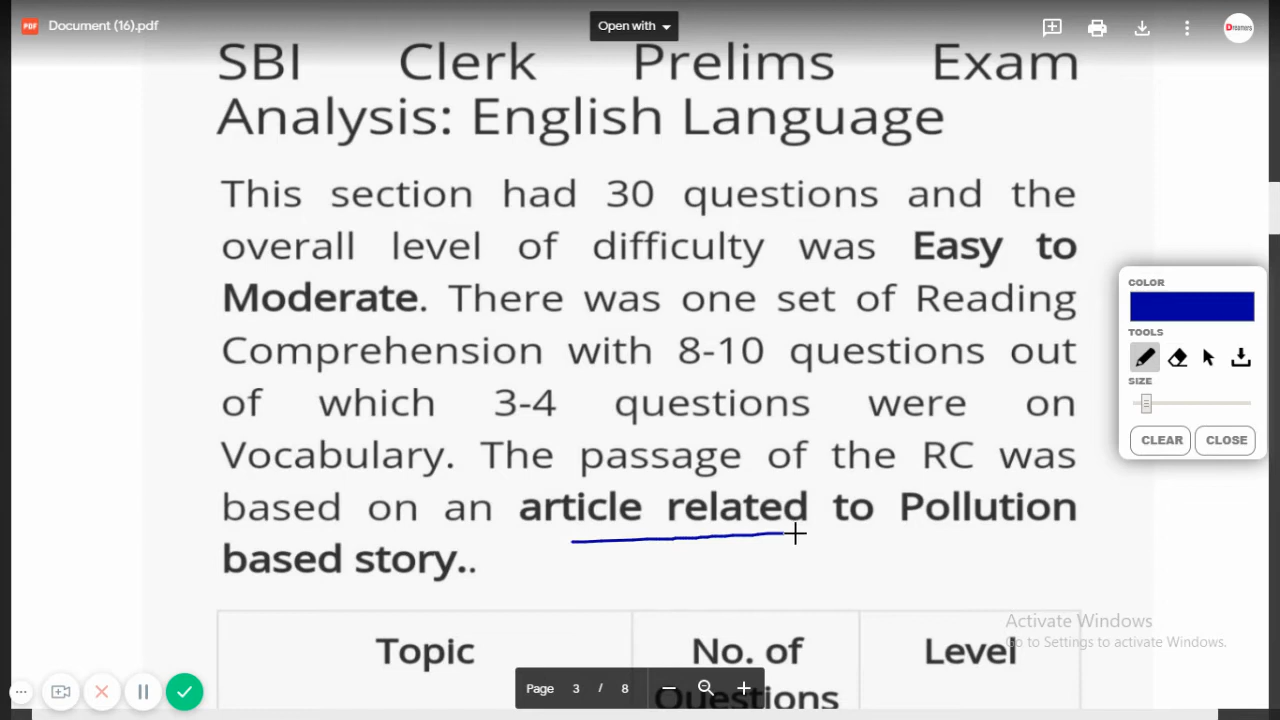 Document (16).pdf
Open with
Dreamers
SBI Clerk Prelims Exam
Analysis: English Language
This section had 30 questions and the
overall level of difficulty was Easy to
Moderate. There was one set of Reading
Comprehension with 8-10 questions out
of which 3-4 questions were on
Vocabulary. The passage of the RC was
based on an article related to Pollution
based story..
COLOR
TOOLS
SIZE
CLEAR CLOSE
Activate Windows
Go to Settings to activate Windows.
Topic No. of Questions Level
Page 3 / 8
PDF